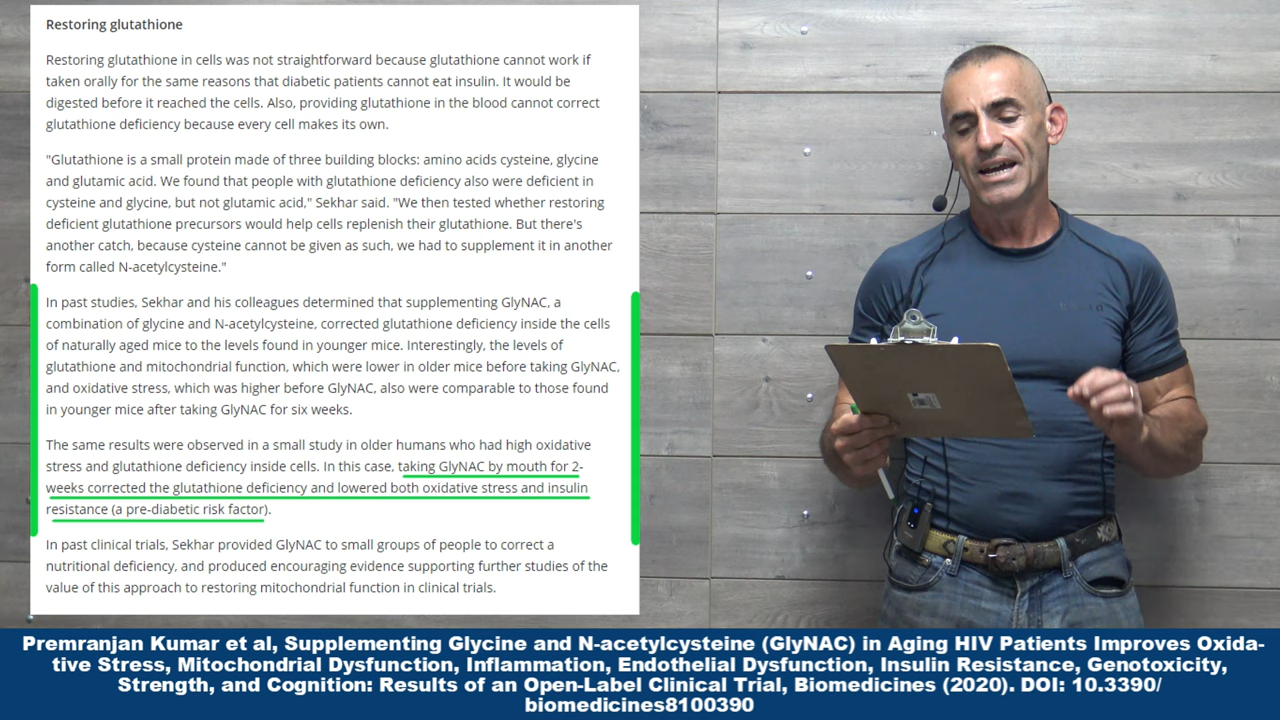 Restoring glutathione
Restoring glutathione in cells was not straightforward because glutathione cannot work if
taken orally for the same reasons that diabetic patients cannot eat insulin. It would be
digested before it reached the cells. Also, providing glutathione in the blood cannot correct
glutathione deficiency because every cell makes its own.
"Glutathione is a small protein made of three building blocks: amino acids cysteine, glycine
and glutamic acid. We found that people with glutathione deficiency also were deficient in
cysteine and glycine, but not glutamic acid," Sekhar said. "We then tested whether restoring
deficient glutathione precursors would help cells replenish their glutathione. But there's
another catch, because cysteine cannot be given as such, we had to supplement it in another
form called N-acetylcysteine."
In past studies, Sekhar and his colleagues determined that supplementing GlyNAC, a
combination of glycine and N-acetylcysteine, corrected glutathione deficiency inside the cells
of naturally aged mice to the levels found in younger mice. Interestingly, the levels of
glutathione and mitochondrial function, which were lower in older mice before taking GlyNAC,
and oxidative stress, which was higher before GlyNAC, also were comparable to those found
in younger mice after taking GlyNAC for six weeks.
The same results were observed in a small study in older humans who had high oxidative
stress and glutathione deficiency inside cells. In this case, taking GlyNAC by mouth for 2-
weeks corrected the glutathione deficiency and lowered both oxidative stress and insulin
resistance (a pre-diabetic risk factor).
In past clinical trials, Sekhar provided GlyNAC to small groups of people to correct a
nutritional deficiency, and produced encouraging evidence supporting further studies of the
value of this approach to restoring mitochondrial function in clinical trials.
Premranjan Kumar et al, Supplementing Glycine and N-acetylcysteine (GlyNAC) in Aging HIV Patients Improves Oxida-
tive Stress, Mitochondrial Dysfunction, Inflammation, Endothelial Dysfunction, Insulin Resistance, Genotoxicity,
Strength, and Cognition: Results of an Open-Label Clinical Trial, Biomedicines (2020). DOI: 10.3390/
biomedicines8100390